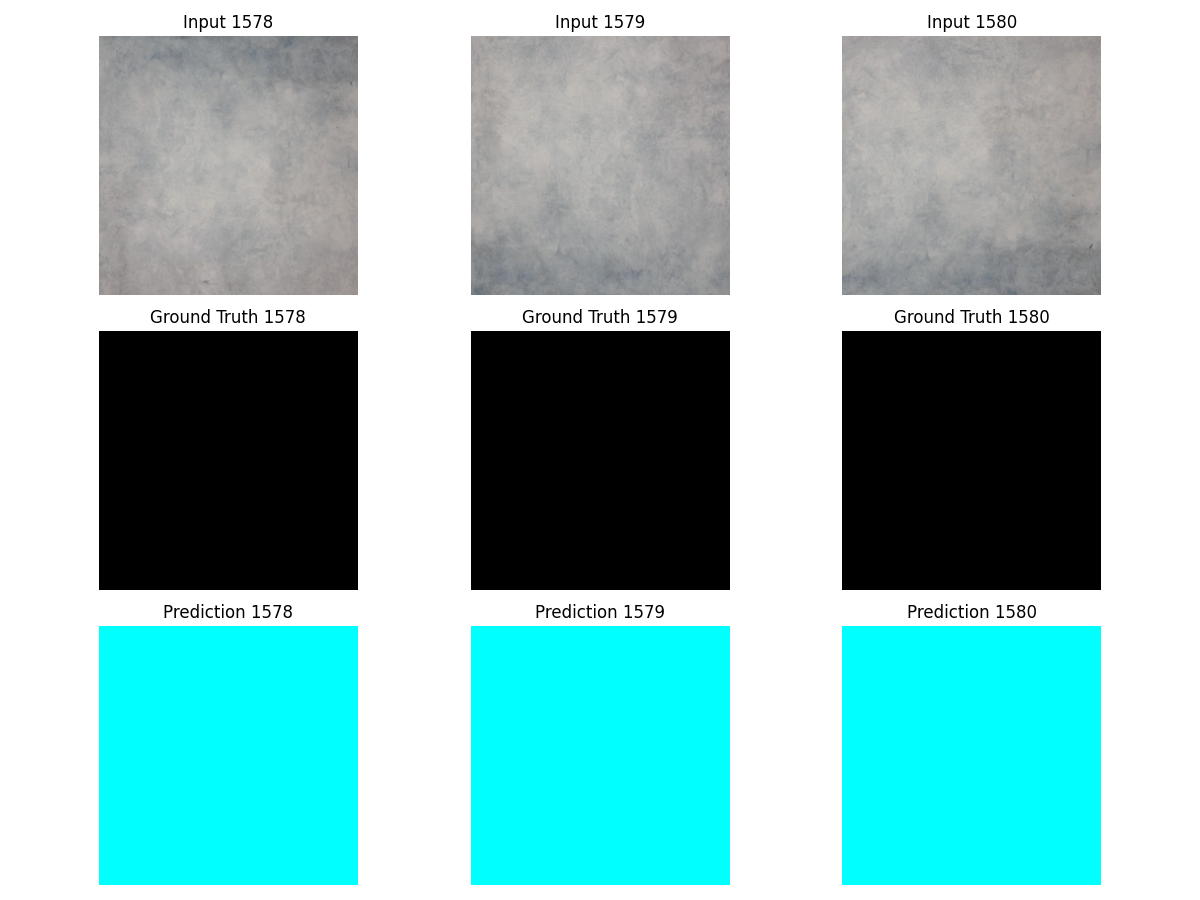 Input 1578
Input 1579
Input 1580
Ground Truth 1578
Ground Truth 1579
Ground Truth 1580
Prediction 1578
Prediction 1579
Prediction 1580